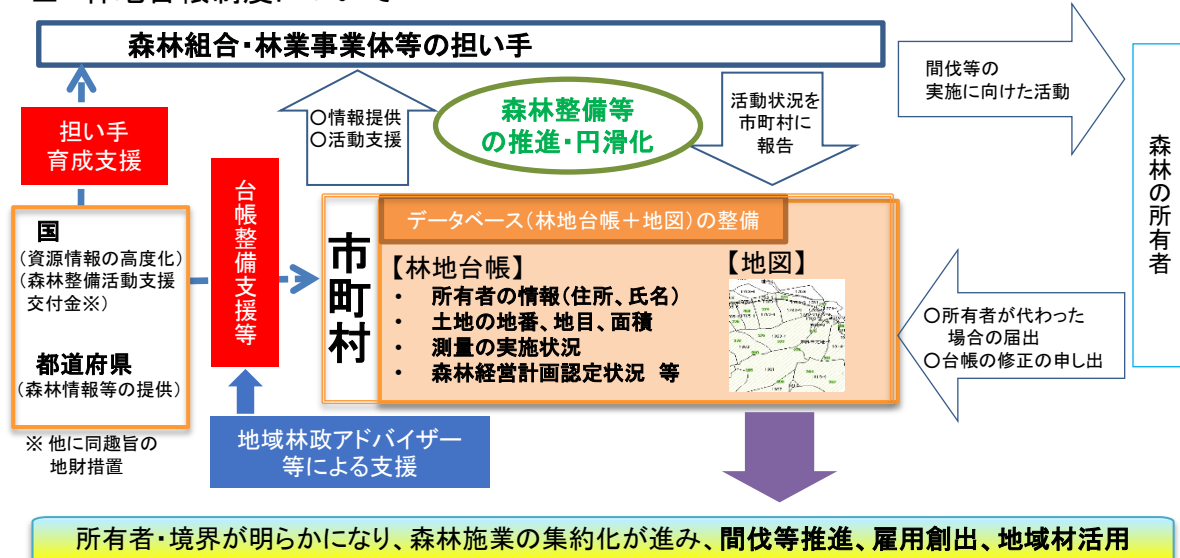 森林組合・林業事業体等の担い手
間伐等の
実施に向けた活動
森林の所有者
担い手
育成支援
〇情報提供
〇活動支援
森林整備等
の推進・円滑化
活動状況を
市町村に
報告
国
(資源情報の高度化)
(森林整備活動支援
交付金※)
都道府県
(森林情報等の提供)
※ 他に同趣旨の
地財措置
台帳整備支援等
市町村
データベース(林地台帳+地図)の整備
【林地台帳】
・ 所有者の情報(住所、氏名)
・ 土地の地番、地目、面積
・ 測量の実施状況
・ 森林経営計画認定状況 等
【地図】
〇所有者が代わった
場合の届出
〇台帳の修正の申し出
地域林政アドバイザー
等による支援
所有者・境界が明らかになり、森林施業の集約化が進み、間伐等推進、雇用創出、地域材活用